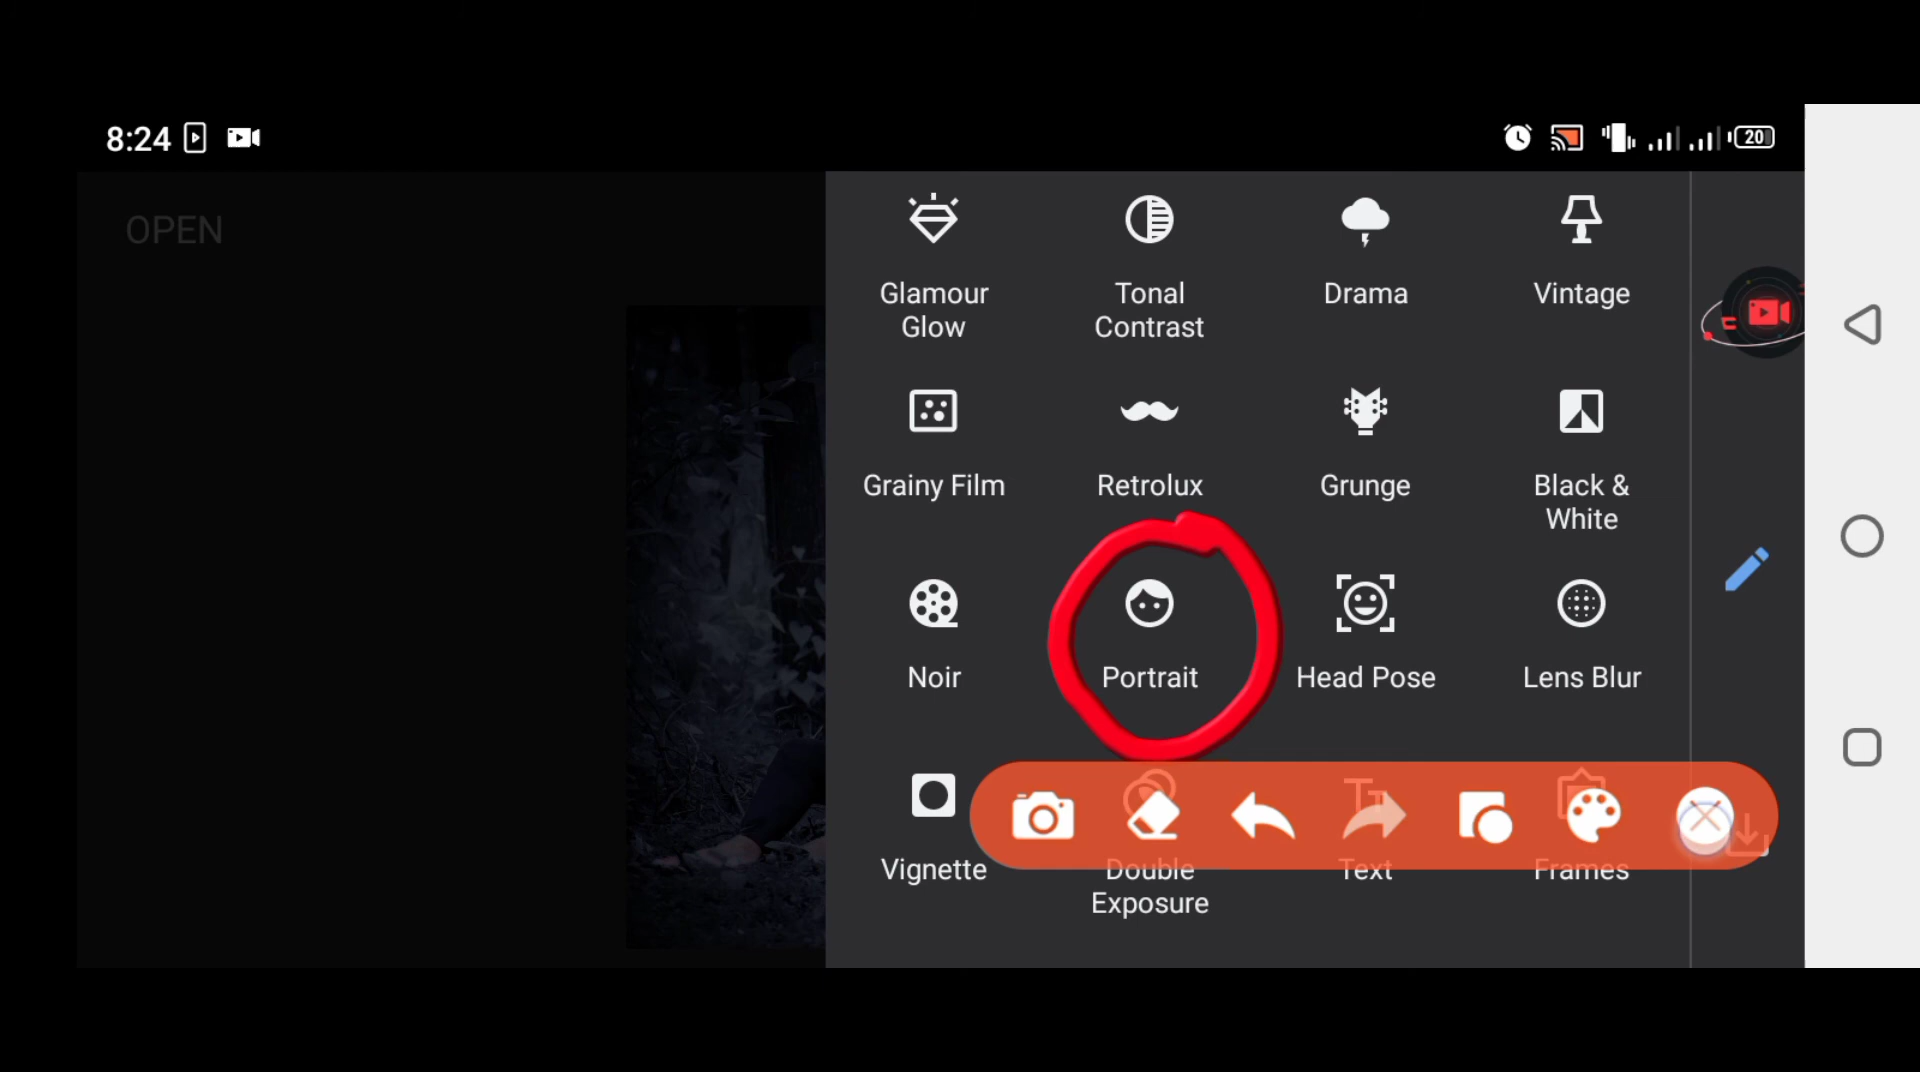 8:24
20
OPEN
Glamour
Glow
Tonal
Contrast
Drama
Vintage
Grainy Film
Retrolux
Grunge
Black &
White
Noir
Portrait
Head Pose
Lens Blur
Vignette
Double
Exposure
Text
Frames